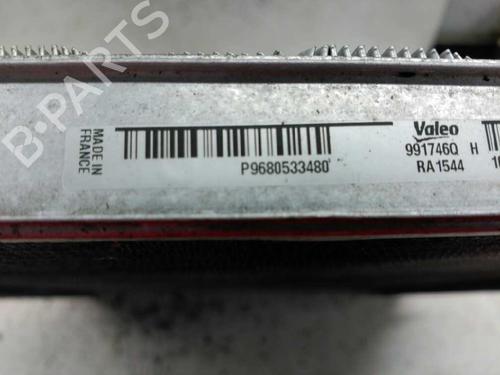 B-PARTS
MADE IN
FRANCE
P9680533480
Valeo
991746Q H
RA1544